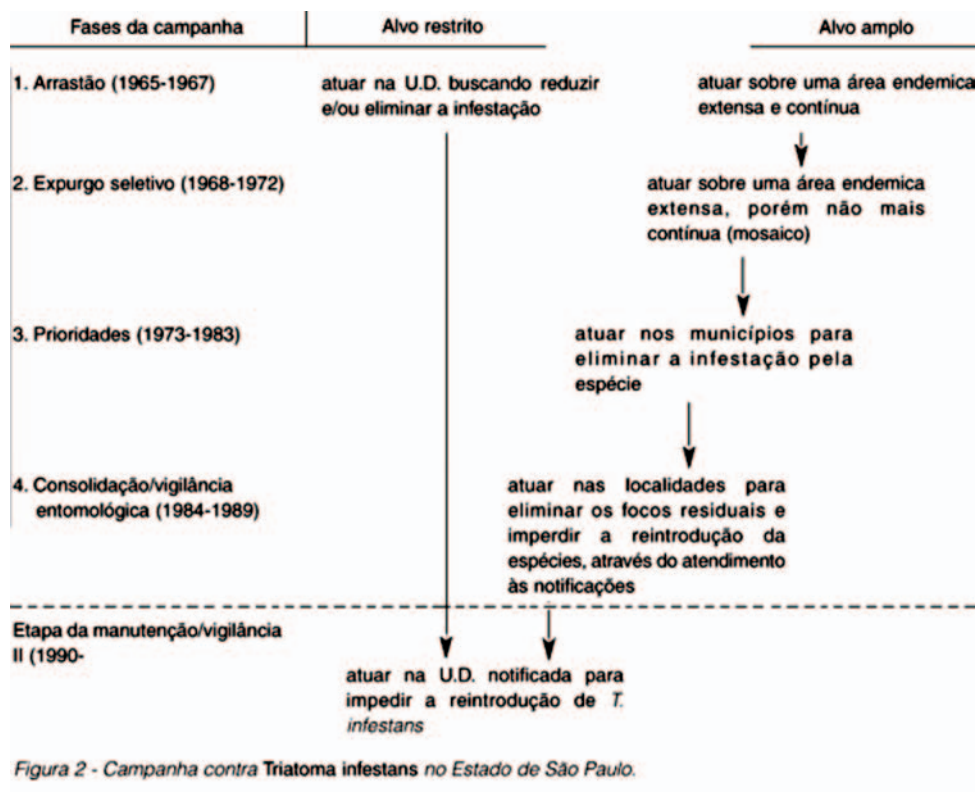 Fases da campanha
Alvo restrito
Alvo amplo
1. Arrastão (1965-1967)
atuar na U.D. buscando reduzir
e/ou eliminar a infestação
atuar sobre uma área endemica
extensa e contínua
2. Expurgo seletivo (1968-1972)
atuar sobre uma área endemica
extensa, porém não mais
contínua (mosaico)
3. Prioridades (1973-1983)
atuar nos municípios para
eliminar a infestação pela
espécie
4. Consolidação/vigilância
entomológica (1984-1989)
atuar nas localidades para
eliminar os focos residuais e
imperdir a reintrodução da
espécies, através do atendimento
às notificações
Etapa da manutenção/vigilância
II (1990-
atuar na U.D. notificada para
impedir a reintrodução de T.
infestans
Figura 2 - Campanha contra Triatoma infestans no Estado de São Paulo.